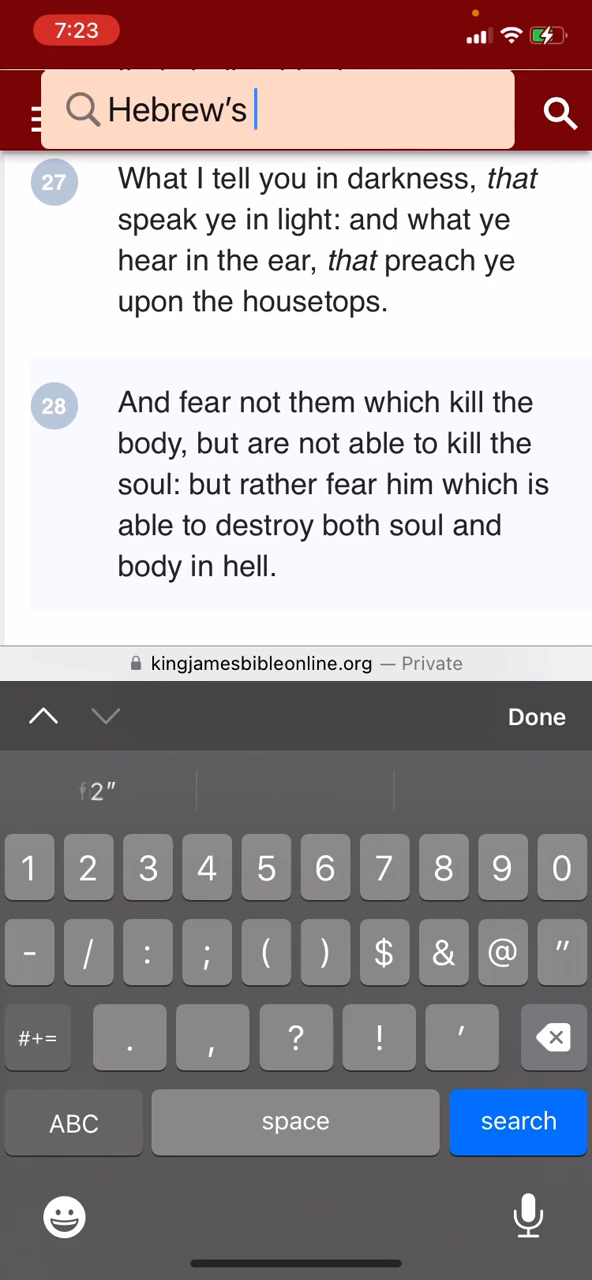 7:23
Hebrew's
27 What I tell you in darkness, that
speak ye in light: and what ye
hear in the ear, that preach ye
upon the housetops.
28 And fear not them which kill the
body, but are not able to kill the
soul: but rather fear him which is
able to destroy both soul and
body in hell.
kingjamesbibleonline.org — Private
Done
2"
1 2 3 4 5 6 7 8 9 0
- / : ; ( ) $ & @ "
#+= . , ? ! '
ABC space search